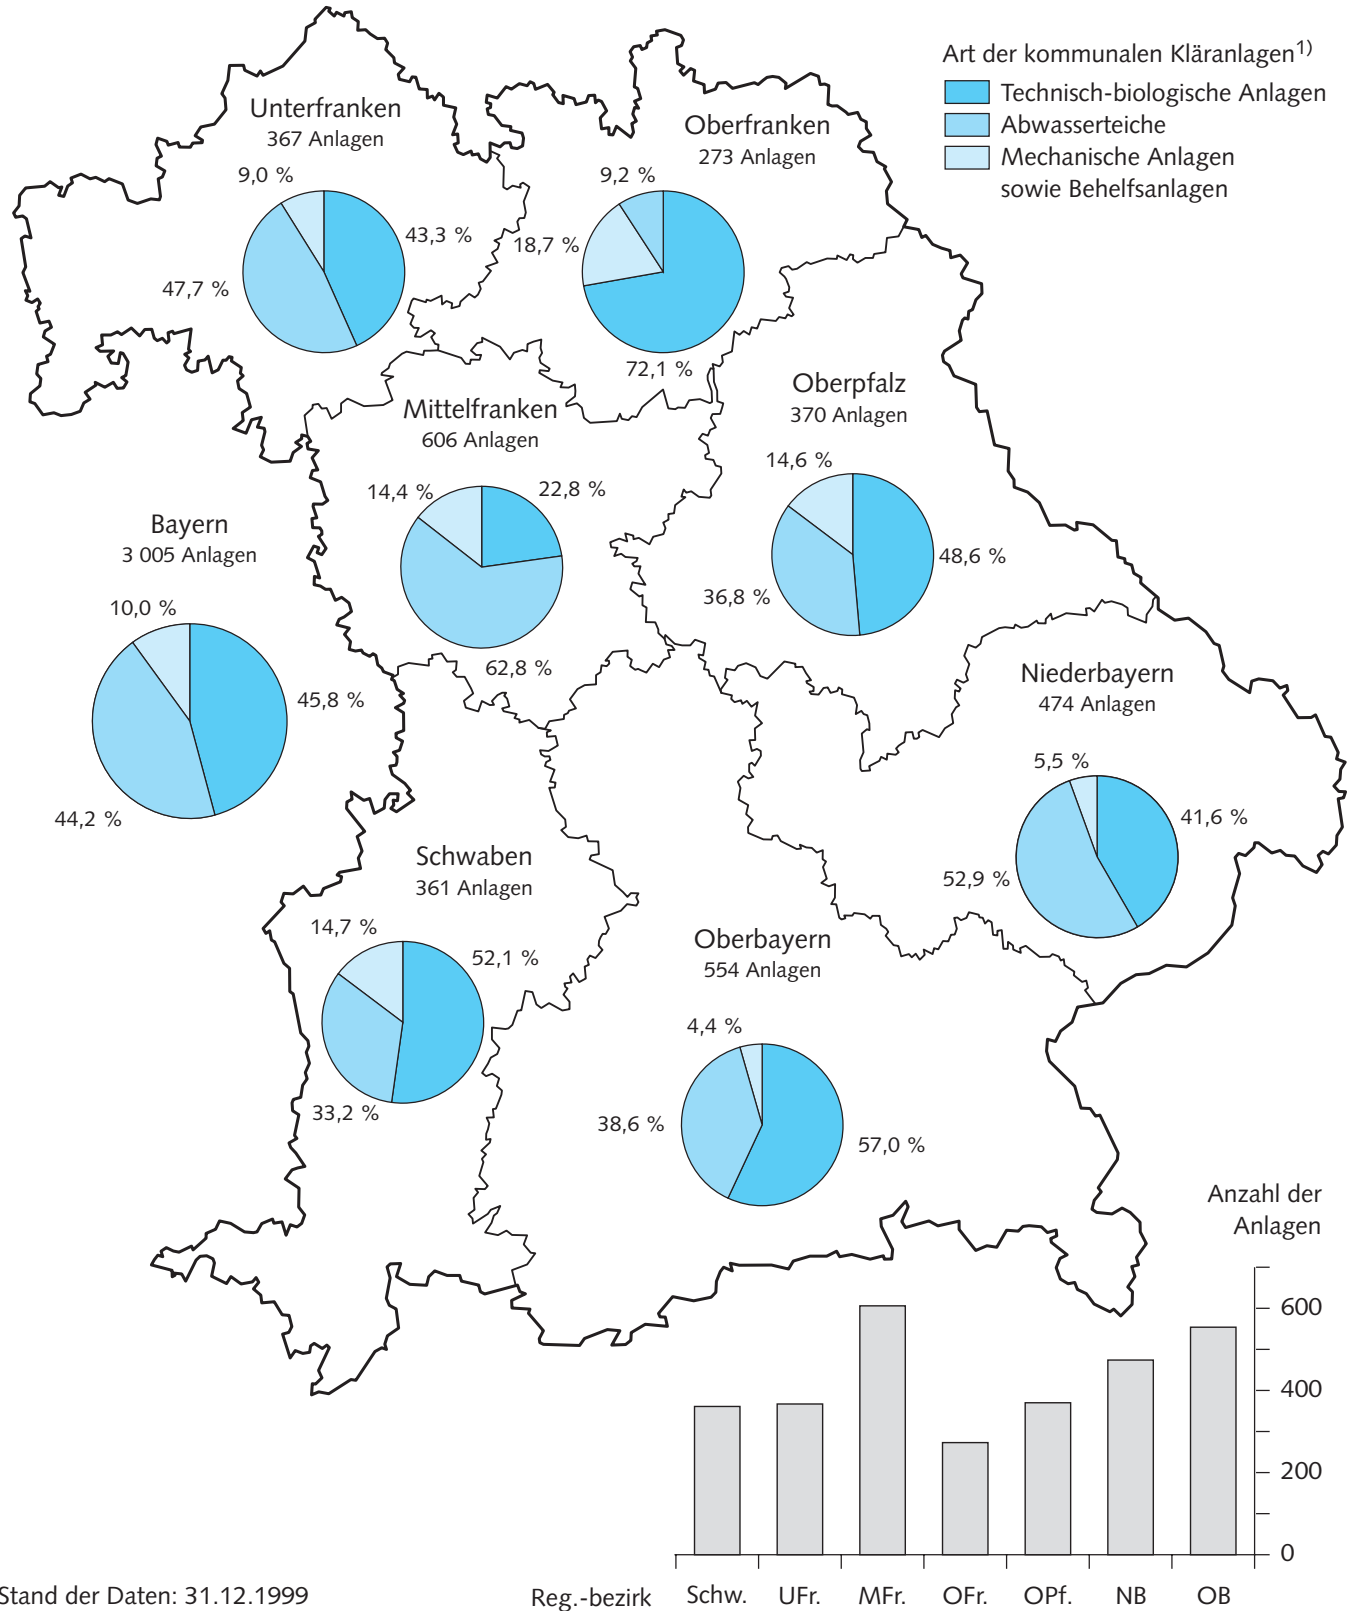 Art der kommunalen Kläranlagen1)
Technisch-biologische Anlagen
Abwasserteiche
Mechanische Anlagen
sowie Behelfsanlagen
Unterfranken
367 Anlagen
9,0 %
43,3 %
47,7 %
Oberfranken
273 Anlagen
9,2 %
18,7 %
72,1 %
Mittelfranken
606 Anlagen
14,4 %
22,8 %
62,8 %
Oberpfalz
370 Anlagen
14,6 %
48,6 %
36,8 %
Bayern
3 005 Anlagen
10,0 %
45,8 %
44,2 %
Niederbayern
474 Anlagen
5,5 %
41,6 %
52,9 %
Schwaben
361 Anlagen
14,7 %
52,1 %
33,2 %
Oberbayern
554 Anlagen
4,4 %
38,6 %
57,0 %
Anzahl der
Anlagen
600
400
200
0
Reg.-bezirk Schw. UFr. MFr. OFr. OPf. NB OB
Stand der Daten: 31.12.1999